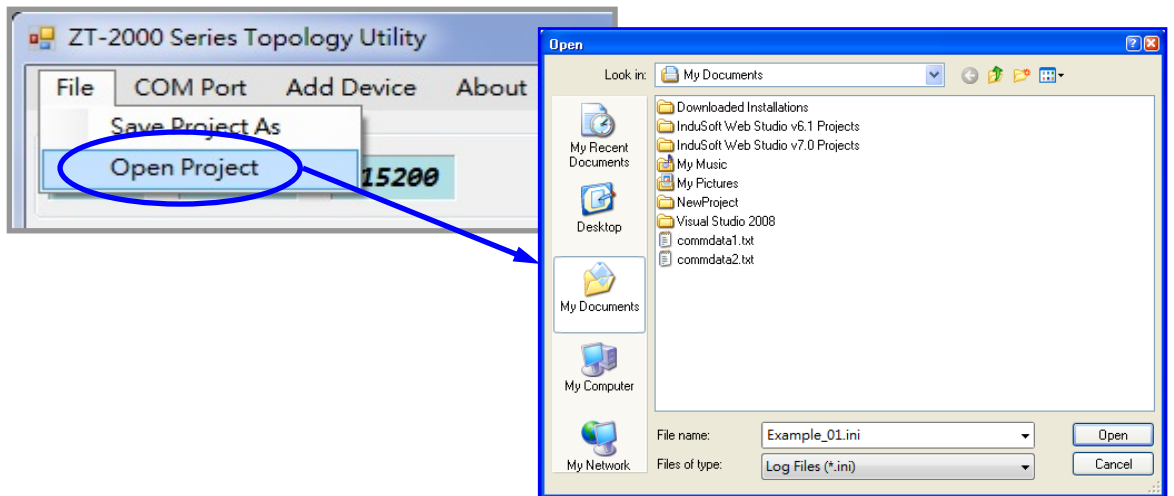 ZT-2000 Series Topology Utility
File COM Port Add Device About
Save Project As
Open Project
15200
Open
Look in: My Documents
My Recent Documents
Desktop
My Documents
My Computer
My Network
Downloaded Installations
InduSoft Web Studio v6.1 Projects
InduSoft Web Studio v7.0 Projects
My Music
My Pictures
NewProject
Visual Studio 2008
commdata1.txt
commdata2.txt
File name: Example_01.ini Open
Files of type: Log Files (*.ini) Cancel